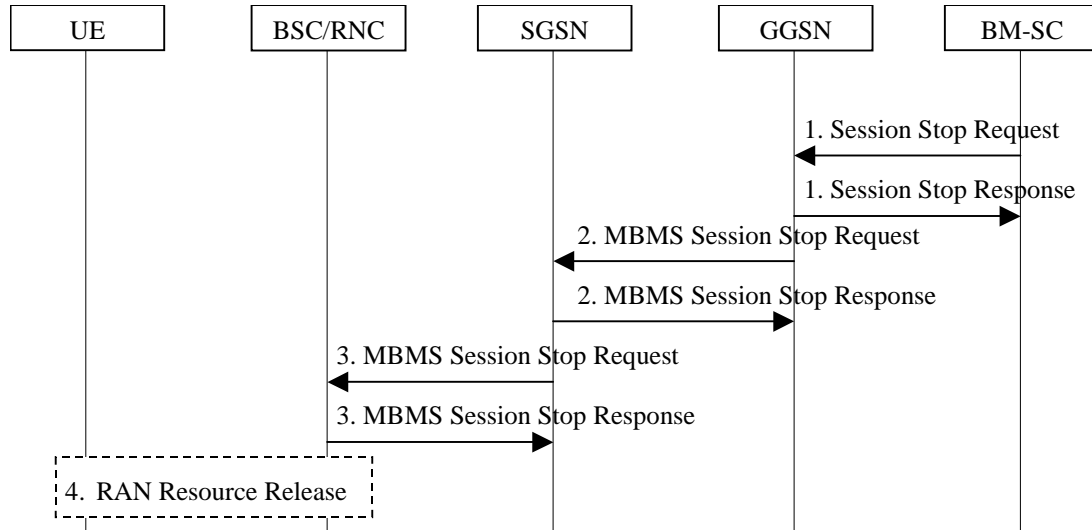 UE
BSC/RNC
SGSN
GGSN
BM-SC
1. Session Stop Request
1. Session Stop Response
2. MBMS Session Stop Request
2. MBMS Session Stop Response
3. MBMS Session Stop Request
3. MBMS Session Stop Response
4. RAN Resource Release